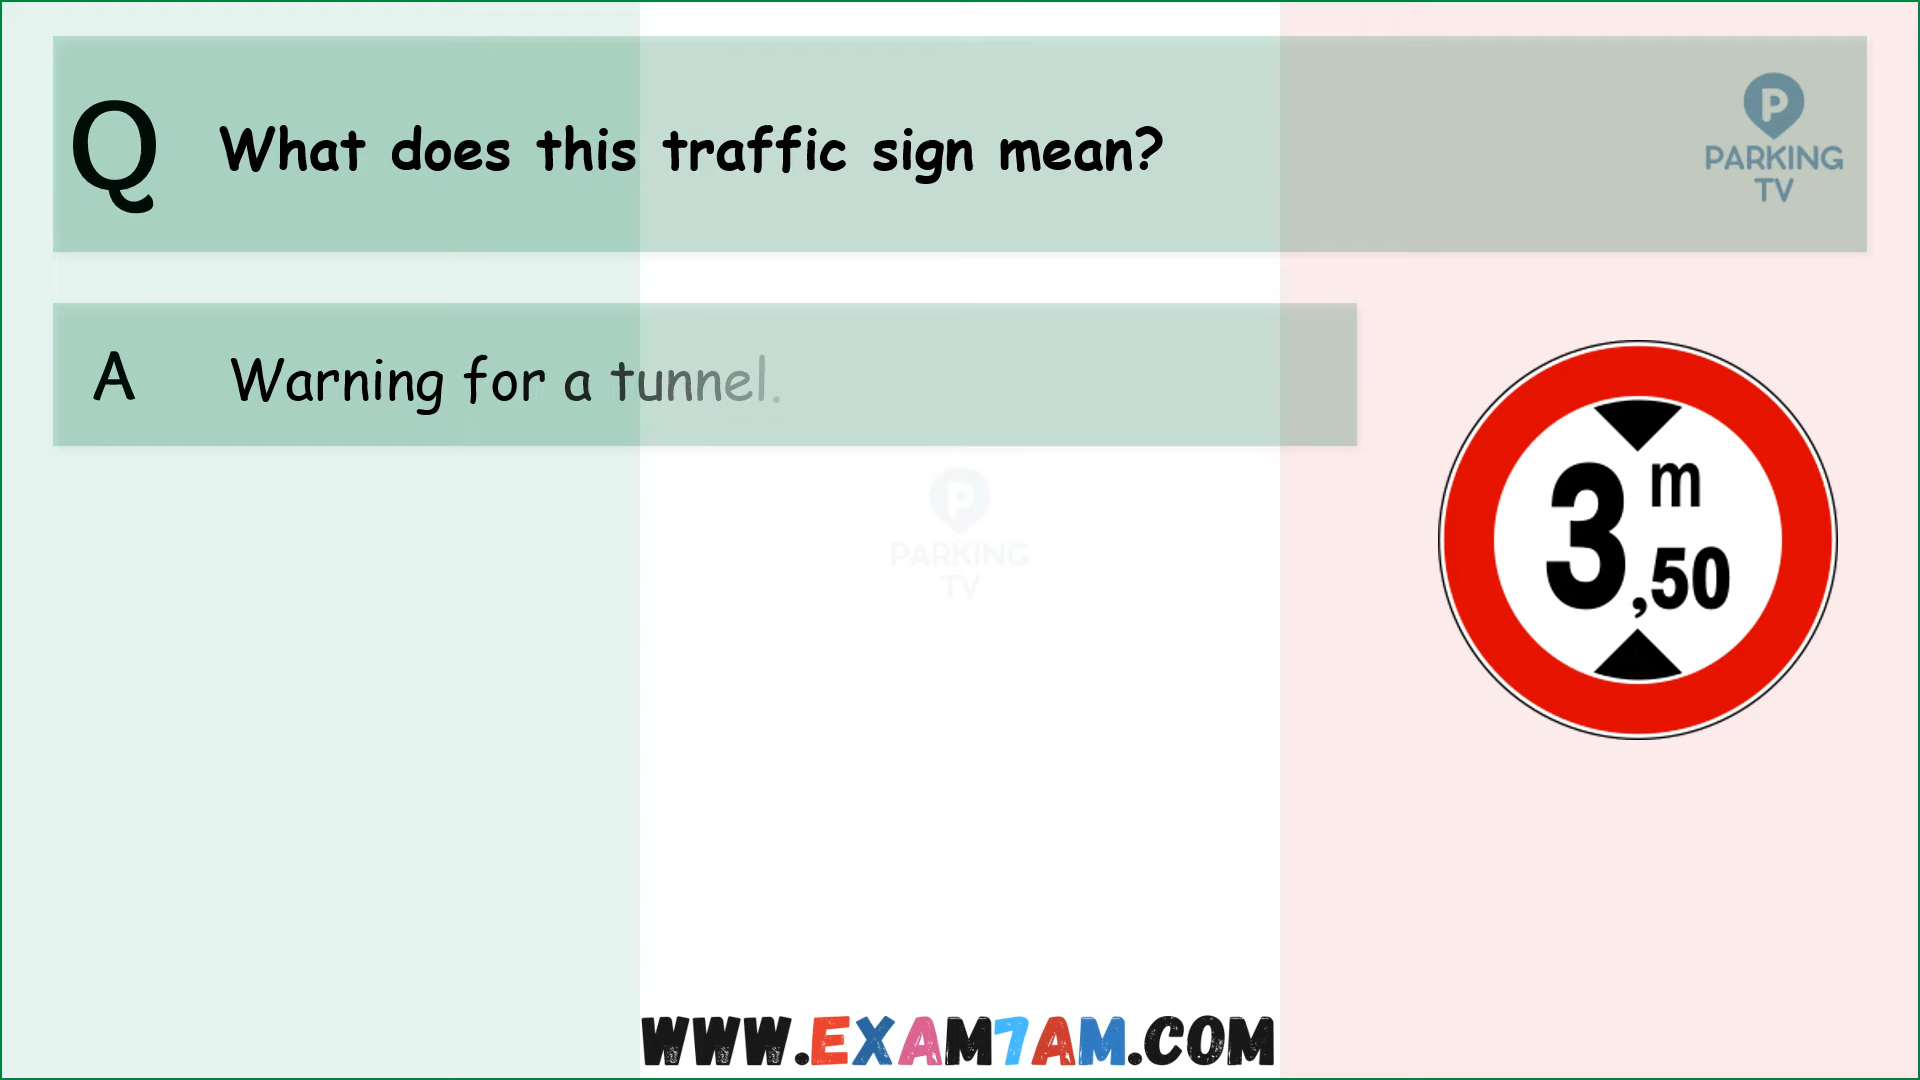 Q What does this traffic sign mean?
P
PARKING
TV
A Warning for a tunnel.
3 m
,50
P
PARKING
TV
WWW.EXAM7AM.COM